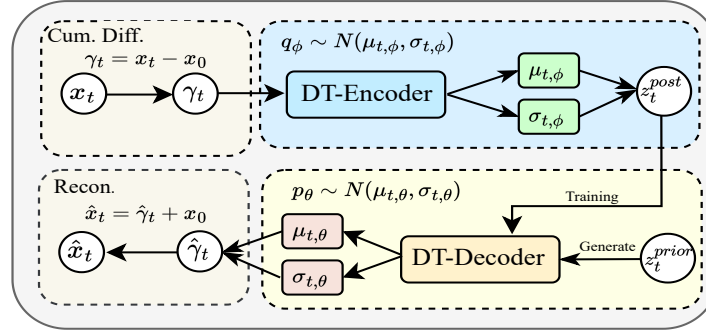 Cum. Diff.
γ_t = x_t − x_0
x_t
γ_t
q_ϕ ∼ N(μ_{t,ϕ}, σ_{t,ϕ})
DT-Encoder
μ_{t,ϕ}
σ_{t,ϕ}
z_t^{post}
Recon.
x̂_t = γ̂_t + x_0
x̂_t
γ̂_t
p_θ ∼ N(μ_{t,θ}, σ_{t,θ})
μ_{t,θ}
σ_{t,θ}
DT-Decoder
Training
Generate
z_t^{prior}